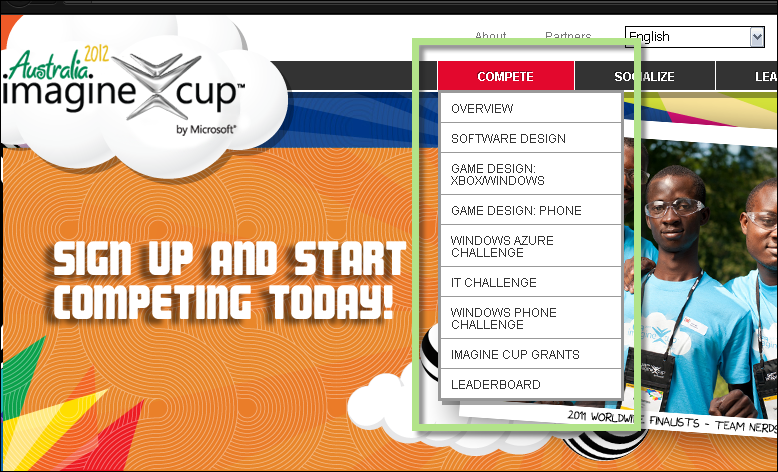 About Partners English
Australia 2012
imagine cup™
by Microsoft®
COMPETE SOCIALIZE LEA
OVERVIEW
SOFTWARE DESIGN
GAME DESIGN:
XBOX/WINDOWS
GAME DESIGN: PHONE
WINDOWS AZURE
CHALLENGE
IT CHALLENGE
WINDOWS PHONE
CHALLENGE
IMAGINE CUP GRANTS
LEADERBOARD
SIGN UP AND START
COMPETING TODAY!
2011 WORLDWIDE FINALISTS - TEAM NERDS